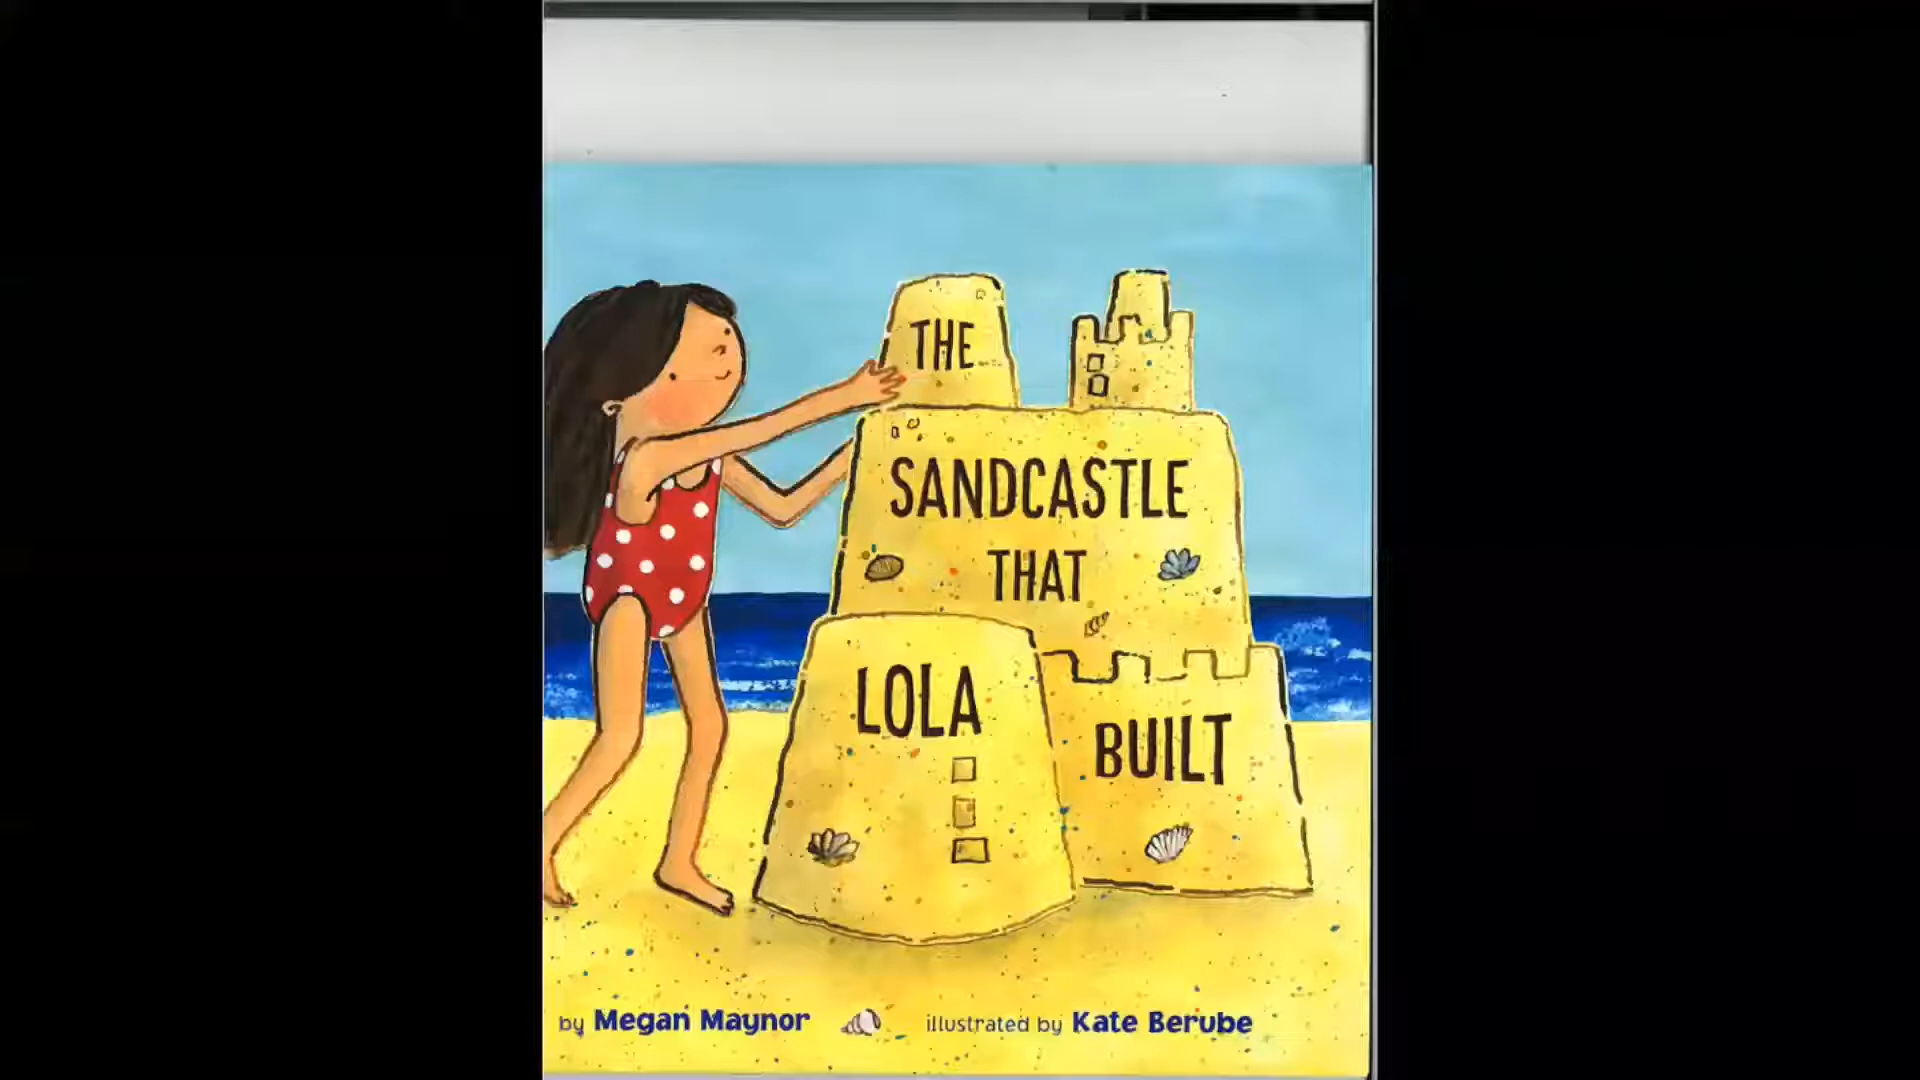 THE
SANDCASTLE
THAT
LOLA
BUILT
by Megan Maynor
illustrated by Kate Berube